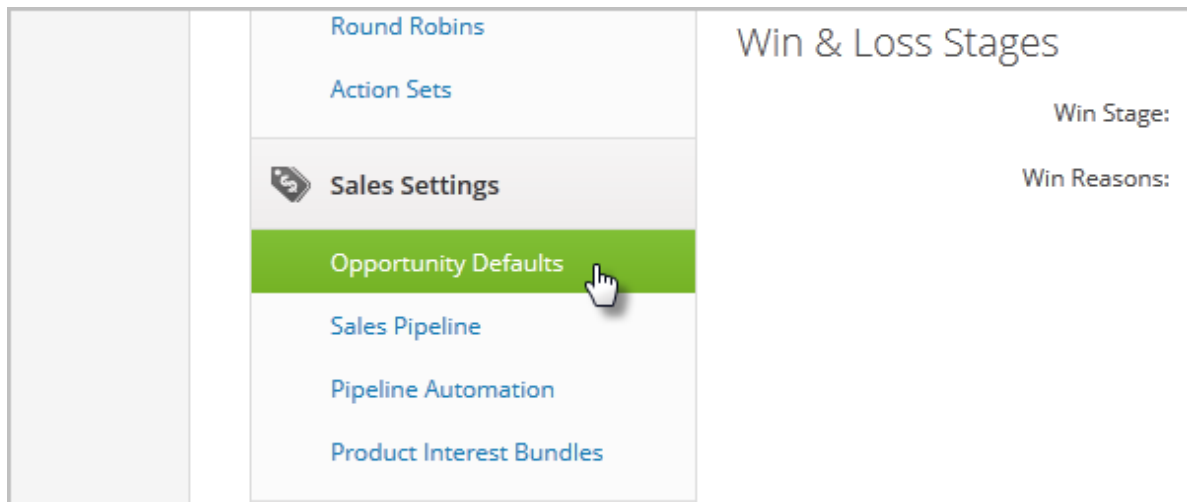 Round Robins
Action Sets
Sales Settings
Opportunity Defaults
Sales Pipeline
Pipeline Automation
Product Interest Bundles
Win & Loss Stages
Win Stage:
Win Reasons: